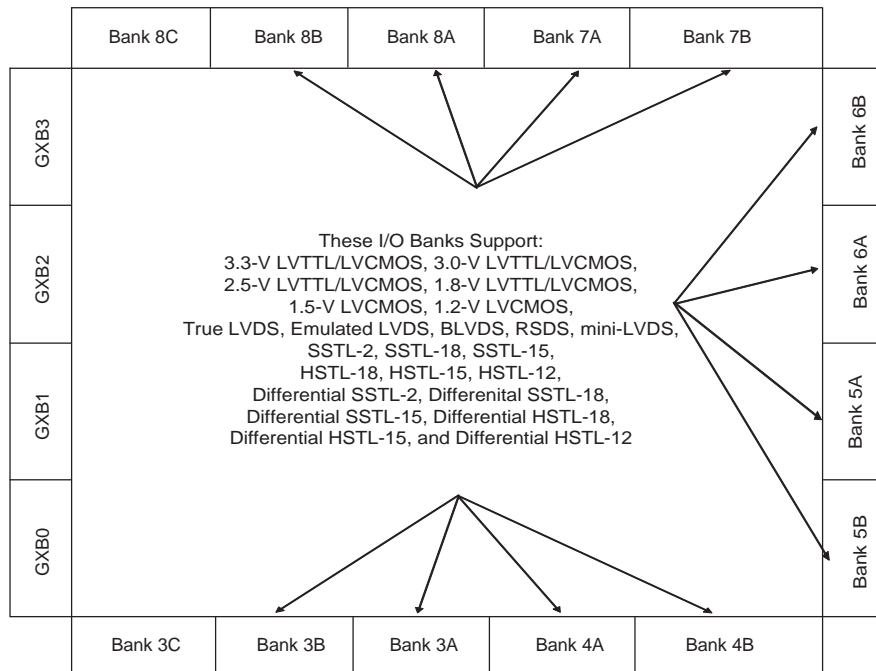 Bank 8C
Bank 8B
Bank 8A
Bank 7A
Bank 7B
GXB3
GXB2
GXB1
GXB0
Bank 6B
Bank 6A
Bank 5A
Bank 5B
These I/O Banks Support:
3.3-V LVTTL/LVCMOS, 3.0-V LVTTL/LVCMOS,
2.5-V LVTTL/LVCMOS, 1.8-V LVTTL/LVCMOS,
1.5-V LVCMOS, 1.2-V LVCMOS,
True LVDS, Emulated LVDS, BLVDS, RSDS, mini-LVDS,
SSTL-2, SSTL-18, SSTL-15,
HSTL-18, HSTL-15, HSTL-12,
Differential SSTL-2, Differenital SSTL-18,
Differential SSTL-15, Differential HSTL-18,
Differential HSTL-15, and Differential HSTL-12
Bank 3C
Bank 3B
Bank 3A
Bank 4A
Bank 4B